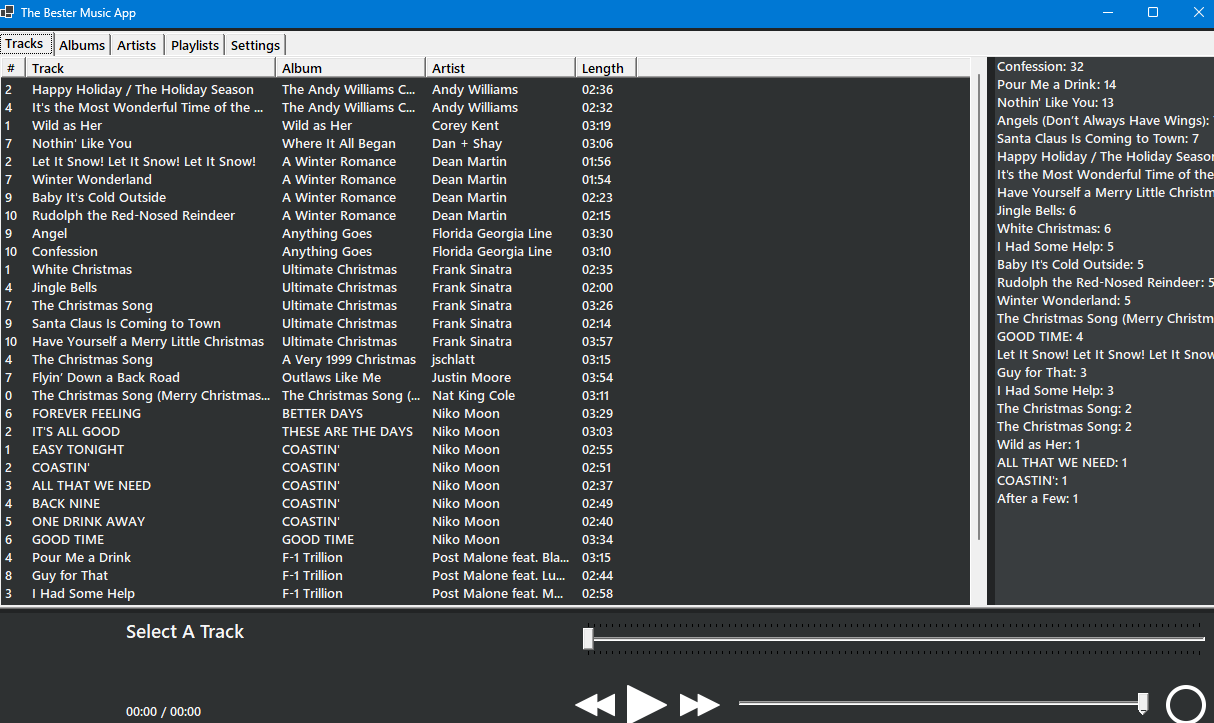 The Bester Music App
Tracks Albums Artists Playlists Settings
# Track Album Artist Length
2 Happy Holiday / The Holiday Season The Andy Williams C... Andy Williams 02:36
4 It's the Most Wonderful Time of the ... The Andy Williams C... Andy Williams 02:32
1 Wild as Her Wild as Her Corey Kent 03:19
7 Nothin' Like You Where It All Began Dan + Shay 03:06
2 Let It Snow! Let It Snow! Let It Snow! A Winter Romance Dean Martin 01:56
7 Winter Wonderland A Winter Romance Dean Martin 01:54
9 Baby It's Cold Outside A Winter Romance Dean Martin 02:23
10 Rudolph the Red-Nosed Reindeer A Winter Romance Dean Martin 02:15
9 Angel Anything Goes Florida Georgia Line 03:30
10 Confession Anything Goes Florida Georgia Line 03:10
1 White Christmas Ultimate Christmas Frank Sinatra 02:35
4 Jingle Bells Ultimate Christmas Frank Sinatra 02:00
7 The Christmas Song Ultimate Christmas Frank Sinatra 03:26
9 Santa Claus Is Coming to Town Ultimate Christmas Frank Sinatra 02:14
10 Have Yourself a Merry Little Christmas Ultimate Christmas Frank Sinatra 03:57
4 The Christmas Song A Very 1999 Christmas jschlatt 03:15
7 Flyin' Down a Back Road Outlaws Like Me Justin Moore 03:54
0 The Christmas Song (Merry Christmas... The Christmas Song (... Nat King Cole 03:11
6 FOREVER FEELING BETTER DAYS Niko Moon 03:29
2 IT'S ALL GOOD THESE ARE THE DAYS Niko Moon 03:03
1 EASY TONIGHT COASTIN' Niko Moon 02:55
2 COASTIN' COASTIN' Niko Moon 02:51
3 ALL THAT WE NEED COASTIN' Niko Moon 02:37
4 BACK NINE COASTIN' Niko Moon 02:49
5 ONE DRINK AWAY COASTIN' Niko Moon 02:40
6 GOOD TIME GOOD TIME Niko Moon 03:34
4 Pour Me a Drink F-1 Trillion Post Malone feat. Bla... 03:15
8 Guy for That F-1 Trillion Post Malone feat. Lu... 02:44
3 I Had Some Help F-1 Trillion Post Malone feat. M... 02:58
Confession: 32
Pour Me a Drink: 14
Nothin' Like You: 13
Angels (Don't Always Have Wings):
Santa Claus Is Coming to Town: 7
Happy Holiday / The Holiday Season
It's the Most Wonderful Time of the
Have Yourself a Merry Little Christm
Jingle Bells: 6
White Christmas: 6
I Had Some Help: 5
Baby It's Cold Outside: 5
Rudolph the Red-Nosed Reindeer: 5
Winter Wonderland: 5
The Christmas Song (Merry Christm
GOOD TIME: 4
Let It Snow! Let It Snow! Let It Snow
Guy for That: 3
I Had Some Help: 3
The Christmas Song: 2
The Christmas Song: 2
Wild as Her: 1
ALL THAT WE NEED: 1
COASTIN': 1
After a Few: 1
Select A Track
00:00 / 00:00